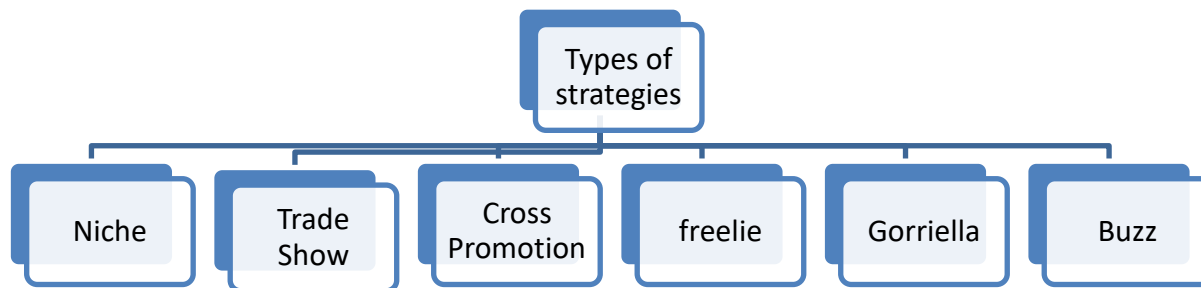 Types of
strategies
Niche
Trade
Show
Cross
Promotion
freelie
Gorriella
Buzz